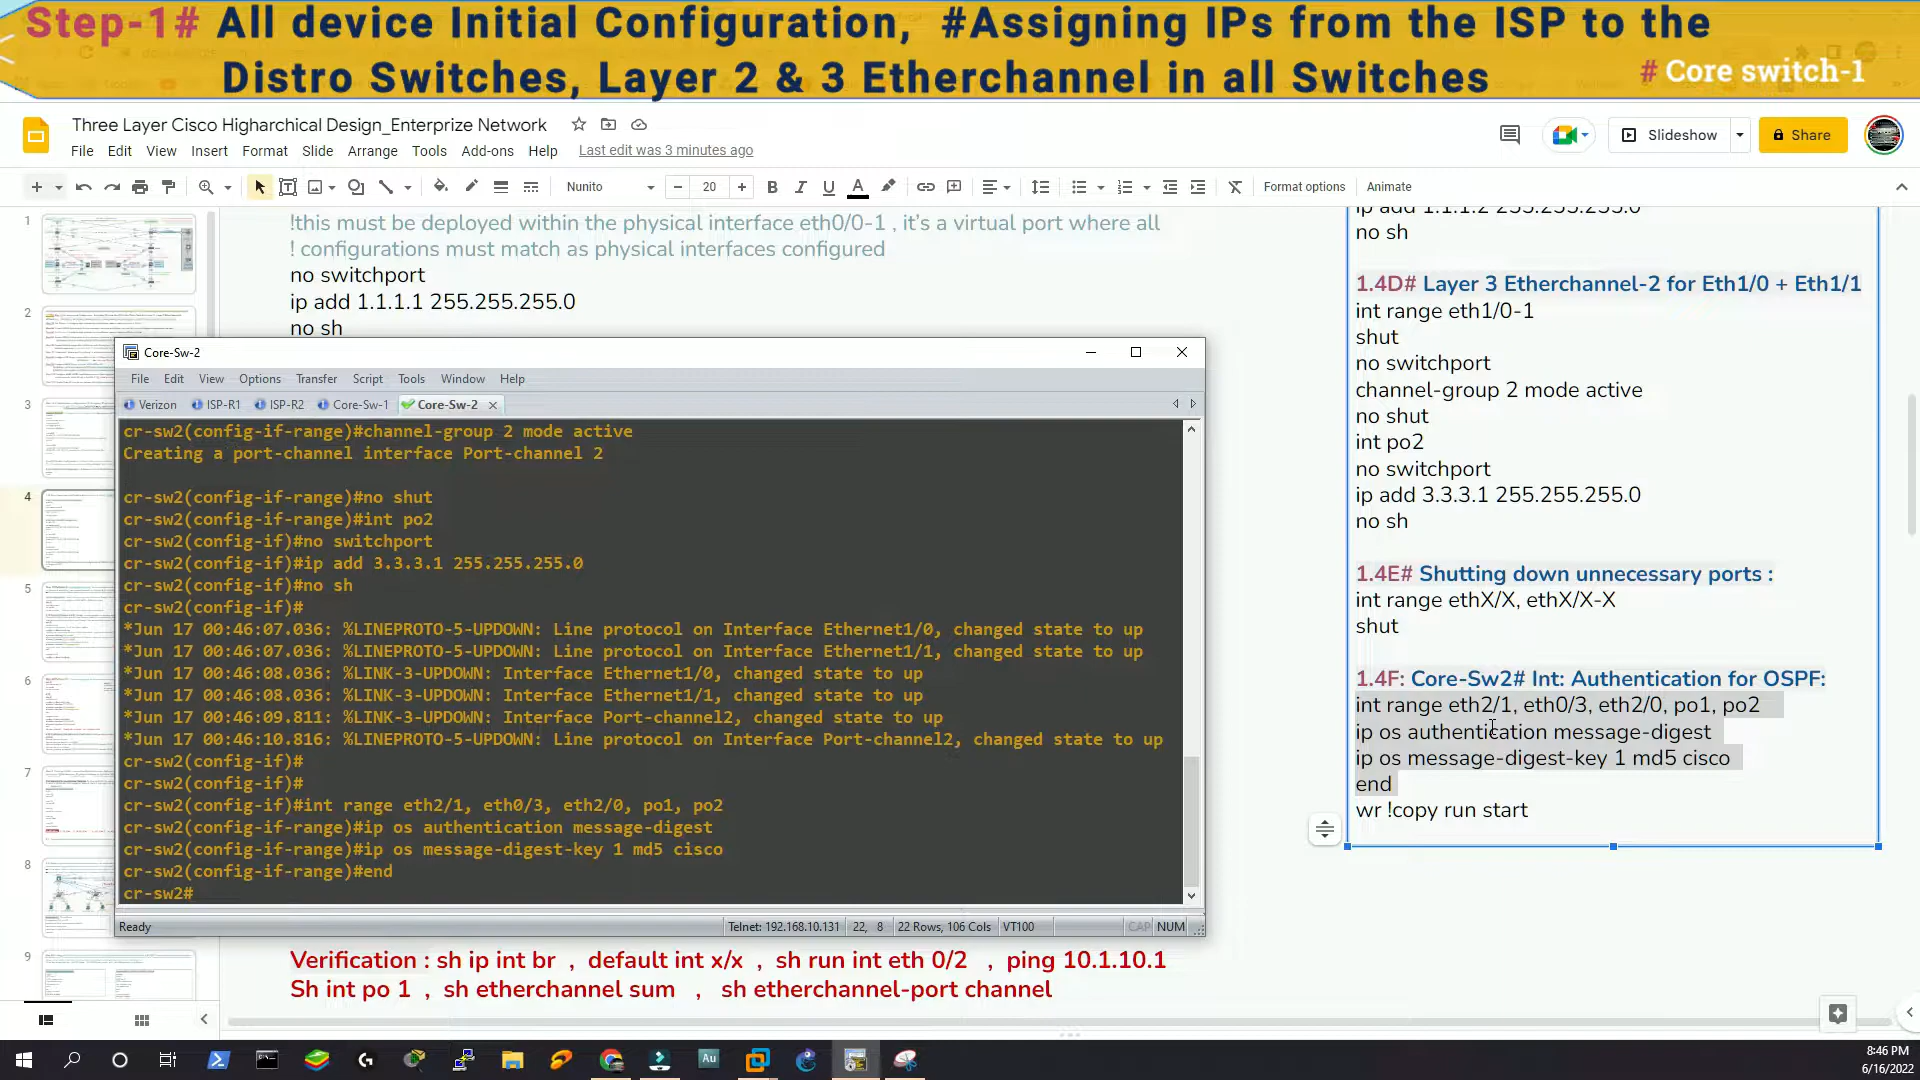 Step-1# All device Initial Configuration,  #Assigning IPs from the ISP to the
Distro Switches, Layer 2 & 3 Etherchannel in all Switches
# Core switch-1
Three Layer Cisco Higharchical Design_Enterprize Network
File Edit View Insert Format Slide Arrange Tools Add-ons Help Last edit was 3 minutes ago
Slideshow
Share
Nunito
20
Format options
Animate
1
2
3
4
5
6
7
8
9
!this must be deployed within the physical interface eth0/0-1 , it's a virtual port where all
! configurations must match as physical interfaces configured
no switchport
ip add 1.1.1.1 255.255.255.0
no sh
Core-Sw-2
File Edit View Options Transfer Script Tools Window Help
Verizon ISP-R1 ISP-R2 Core-Sw-1 Core-Sw-2
cr-sw2(config-if-range)#channel-group 2 mode active
Creating a port-channel interface Port-channel 2
cr-sw2(config-if-range)#no shut
cr-sw2(config-if-range)#int po2
cr-sw2(config-if)#no switchport
cr-sw2(config-if)#ip add 3.3.3.1 255.255.255.0
cr-sw2(config-if)#no sh
cr-sw2(config-if)#
*Jun 17 00:46:07.036: %LINEPROTO-5-UPDOWN: Line protocol on Interface Ethernet1/0, changed state to up
*Jun 17 00:46:07.036: %LINEPROTO-5-UPDOWN: Line protocol on Interface Ethernet1/1, changed state to up
*Jun 17 00:46:08.036: %LINK-3-UPDOWN: Interface Ethernet1/0, changed state to up
*Jun 17 00:46:08.036: %LINK-3-UPDOWN: Interface Ethernet1/1, changed state to up
*Jun 17 00:46:09.811: %LINK-3-UPDOWN: Interface Port-channel2, changed state to up
*Jun 17 00:46:10.816: %LINEPROTO-5-UPDOWN: Line protocol on Interface Port-channel2, changed state to up
cr-sw2(config-if)#
cr-sw2(config-if)#
cr-sw2(config-if)#int range eth2/1, eth0/3, eth2/0, po1, po2
cr-sw2(config-if-range)#ip os authentication message-digest
cr-sw2(config-if-range)#ip os message-digest-key 1 md5 cisco
cr-sw2(config-if-range)#end
cr-sw2#
Ready Telnet: 192.168.10.131 22, 8 22 Rows, 106 Cols VT100 CAP NUM
Verification : sh ip int br , default int x/x , sh run int eth 0/2 , ping 10.1.10.1
Sh int po 1 , sh etherchannel sum , sh etherchannel-port channel
ip add 1.1.1.2 255.255.255.0
no sh
1.4D# Layer 3 Etherchannel-2 for Eth1/0 + Eth1/1
int range eth1/0-1
shut
no switchport
channel-group 2 mode active
no shut
int po2
no switchport
ip add 3.3.3.1 255.255.255.0
no sh
1.4E# Shutting down unnecessary ports :
int range ethX/X, ethX/X-X
shut
1.4F: Core-Sw2# Int: Authentication for OSPF:
int range eth2/1, eth0/3, eth2/0, po1, po2
ip os authentication message-digest
ip os message-digest-key 1 md5 cisco
end
wr !copy run start
Au
8:46 PM
6/16/2022